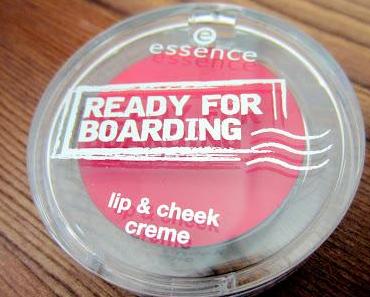 essence
READY FOR
BOARDING
lip & cheek
creme